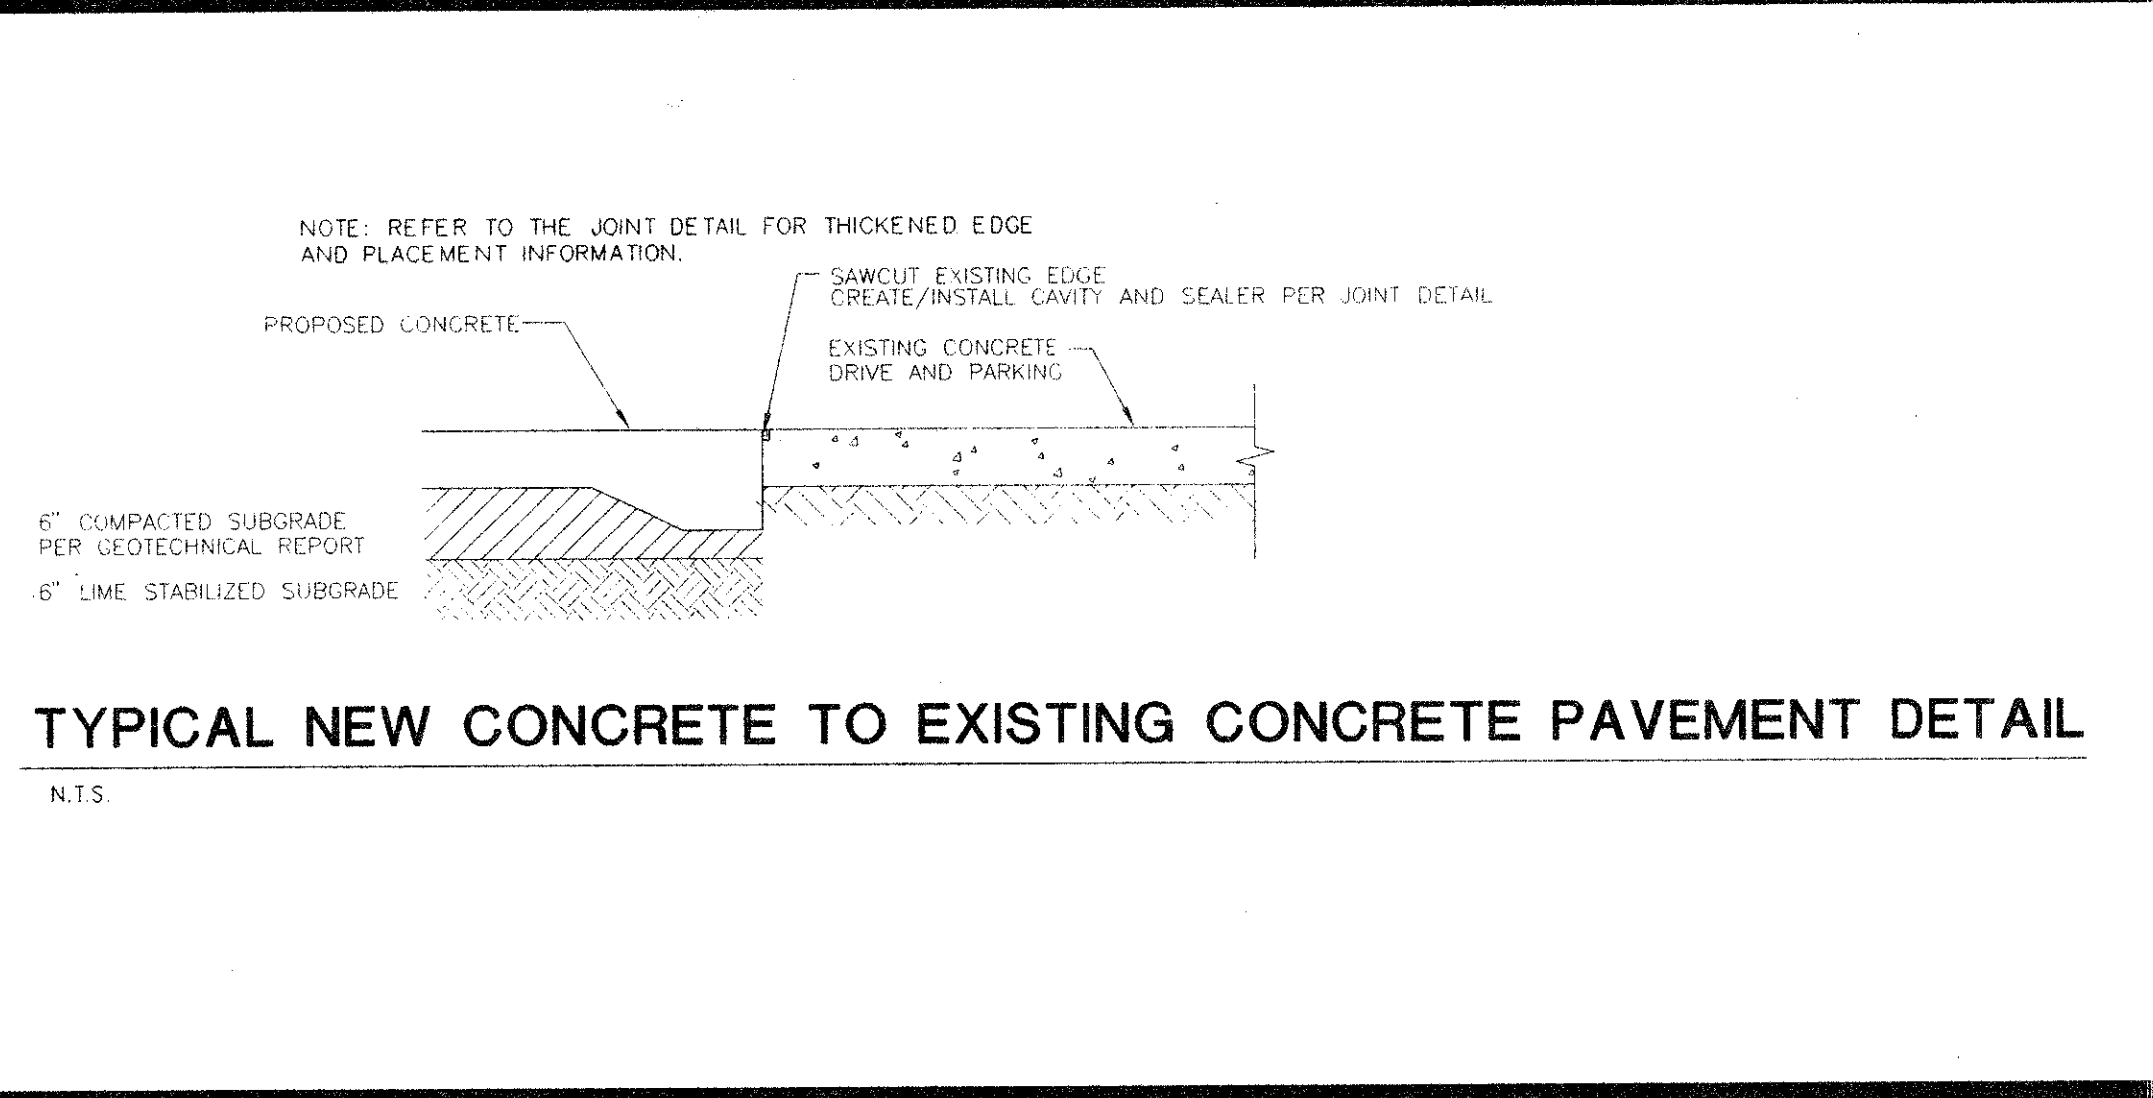 NOTE: REFER TO THE JOINT DETAIL FOR THICKENED EDGE
AND PLACEMENT INFORMATION.
SAWCUT EXISTING EDGE
CREATE/INSTALL CAVITY AND SEALER PER JOINT DETAIL
PROPOSED CONCRETE
EXISTING CONCRETE
DRIVE AND PARKING
6" COMPACTED SUBGRADE
PER GEOTECHNICAL REPORT
6" LIME STABILIZED SUBGRADE
TYPICAL NEW CONCRETE TO EXISTING CONCRETE PAVEMENT DETAIL
N.T.S.